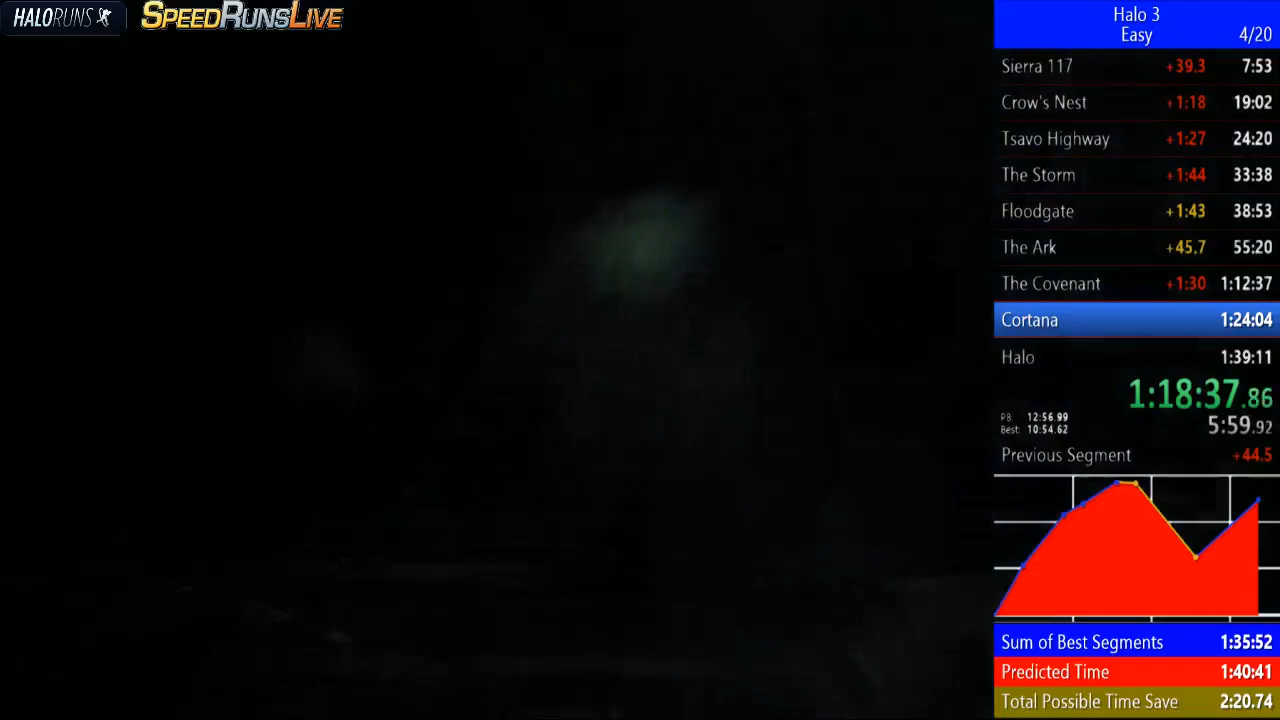 HALORUNS
SPEEDRUNSLIVE
Halo 3
Easy 4/20
Sierra 117 +39.3 7:53
Crow's Nest +1:18 19:02
Tsavo Highway +1:27 24:20
The Storm +1:44 33:38
Floodgate +1:43 38:53
The Ark +45.7 55:20
The Covenant +1:30 1:12:37
Cortana 1:24:04
Halo 1:39:11
1:18:37.86
PB: 12:56.99
Best: 10:54.62
5:59.92
Previous Segment +44.5
Sum of Best Segments 1:35:52
Predicted Time 1:40:41
Total Possible Time Save 2:20.74